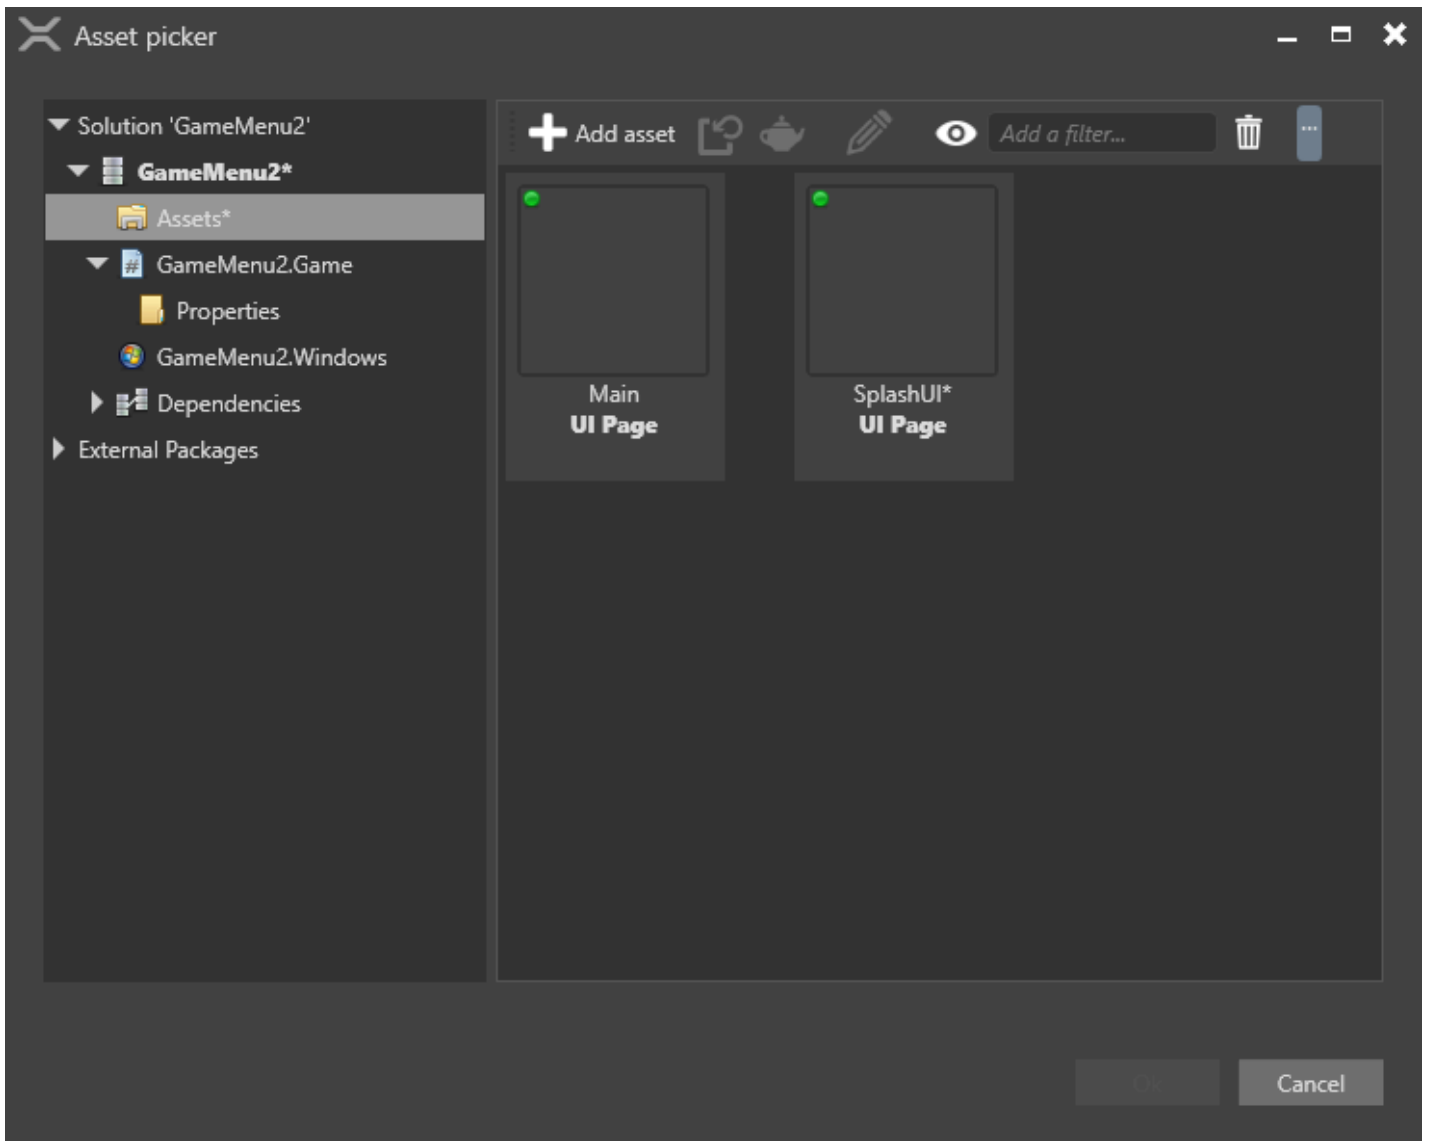 Asset picker
Solution 'GameMenu2'
GameMenu2*
Assets*
GameMenu2.Game
Properties
GameMenu2.Windows
Dependencies
External Packages
Add asset
Add a filter...
Main
UI Page
SplashUI*
UI Page
Ok
Cancel